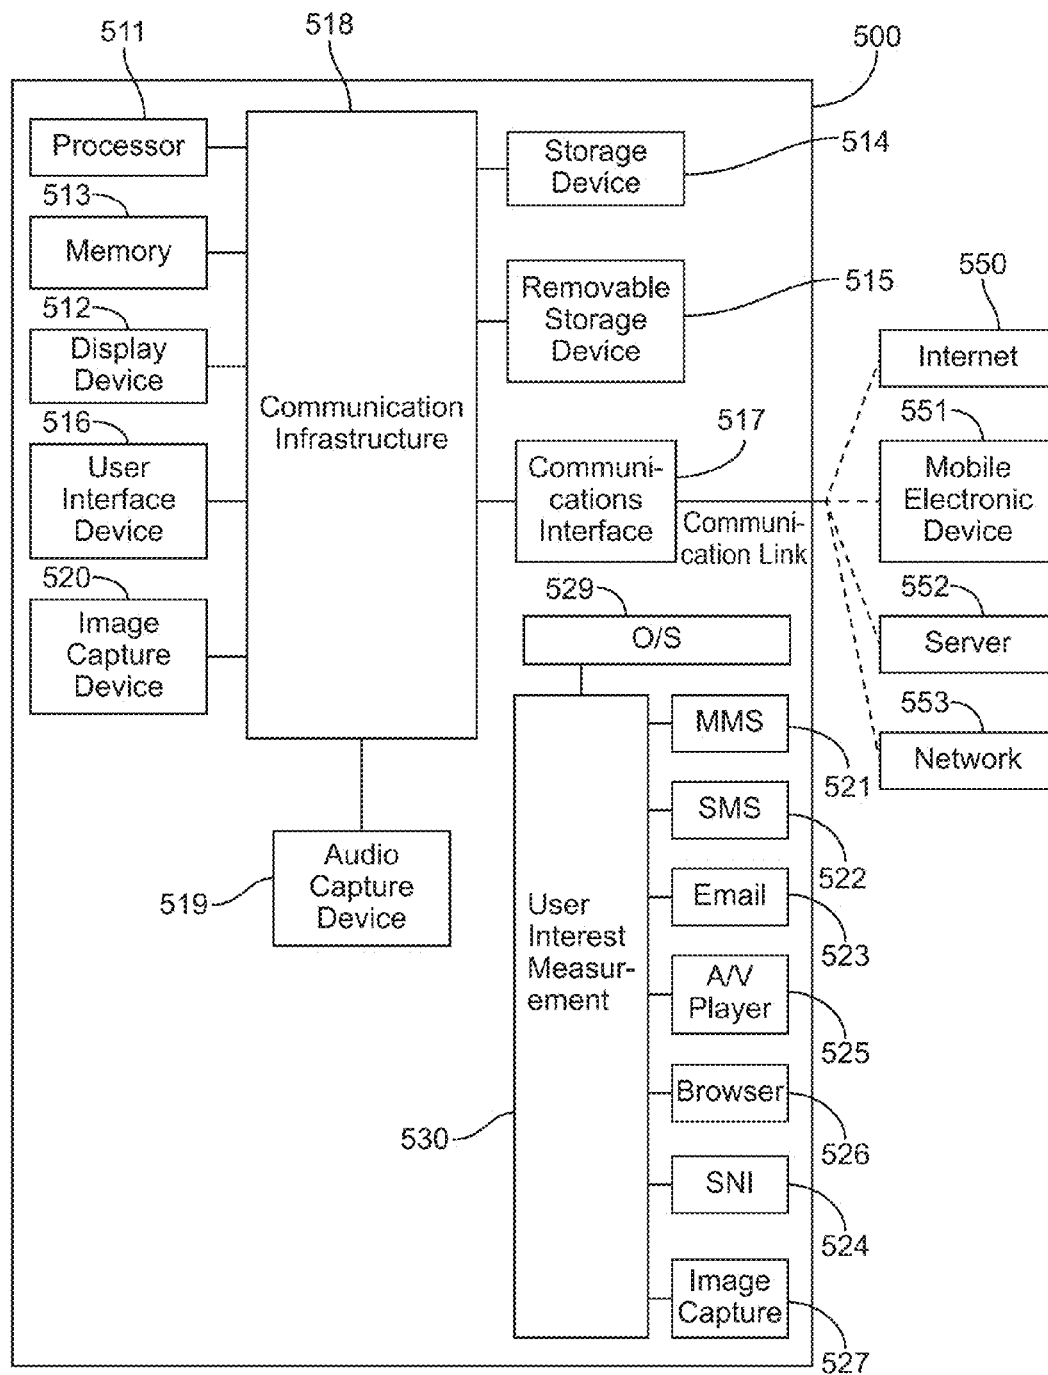 511
518
500
Processor
Storage
Device
514
513
Memory
Removable
Storage
Device
515
550
Internet
512
Display
Device
Communication
Infrastructure
516
User
Interface
Device
517
Communi-
cations
Interface
Communi-
cation Link
551
Mobile
Electronic
Device
520
Image
Capture
Device
529
O/S
552
Server
553
Network
MMS
521
SMS
522
Audio
Capture
Device
519
Email
523
User
Interest
Measur-
ement
A/V
Player
525
Browser
526
530
SNI
524
Image
Capture
527